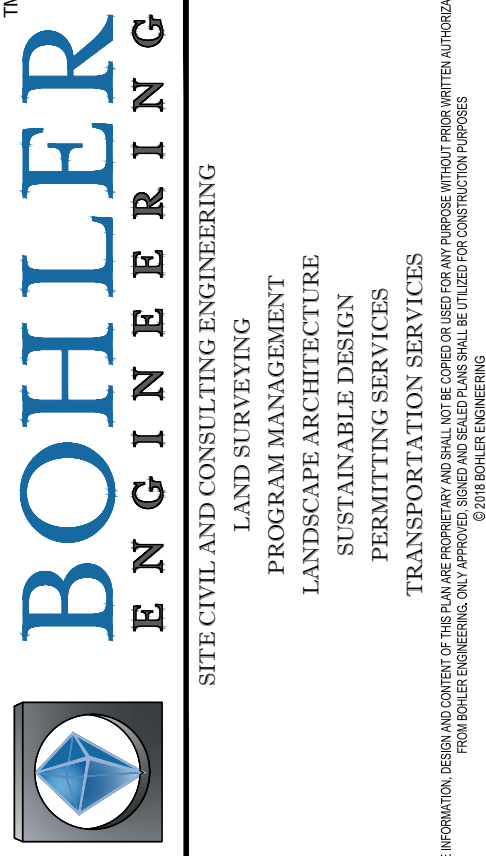 TM
BOHLER
ENGINEERING
SITE CIVIL AND CONSULTING ENGINEERING
LAND SURVEYING
PROGRAM MANAGEMENT
LANDSCAPE ARCHITECTURE
SUSTAINABLE DESIGN
PERMITTING SERVICES
TRANSPORTATION SERVICES
INFORMATION, DESIGN AND CONTENT OF THIS PLAN ARE PROPRIETARY AND SHALL NOT BE COPIED OR USED FOR ANY PURPOSE WITHOUT PRIOR WRITTEN
FROM BOHLER ENGINEERING. ONLY APPROVED, SIGNED AND SEALED PLANS SHALL BE UTILIZED FOR CONSTRUCTION PURPOSES
© 2018 BOHLER ENGINEERING